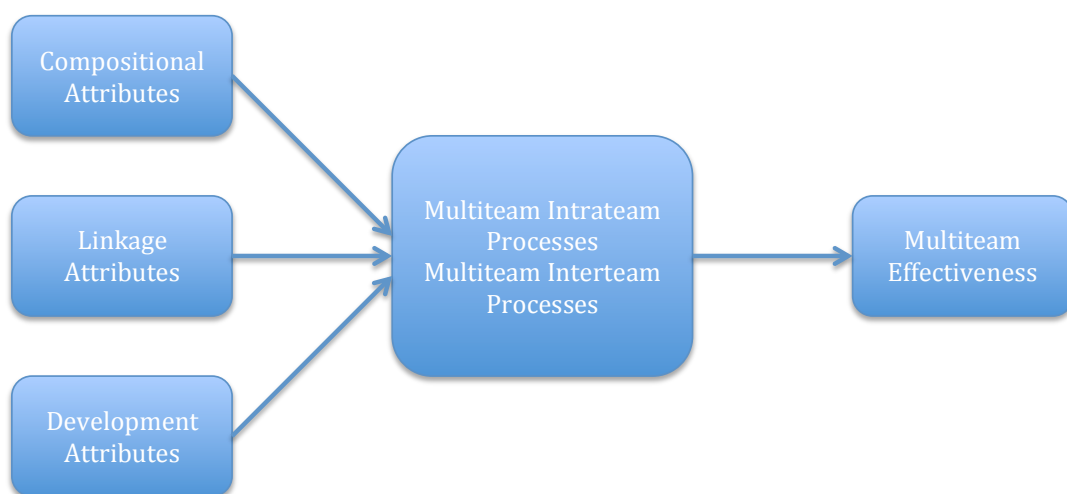 Compositional
Attributes
Linkage
Attributes
Development
Attributes
Multiteam Intrateam
Processes
Multiteam Interteam
Processes
Multiteam
Effectiveness